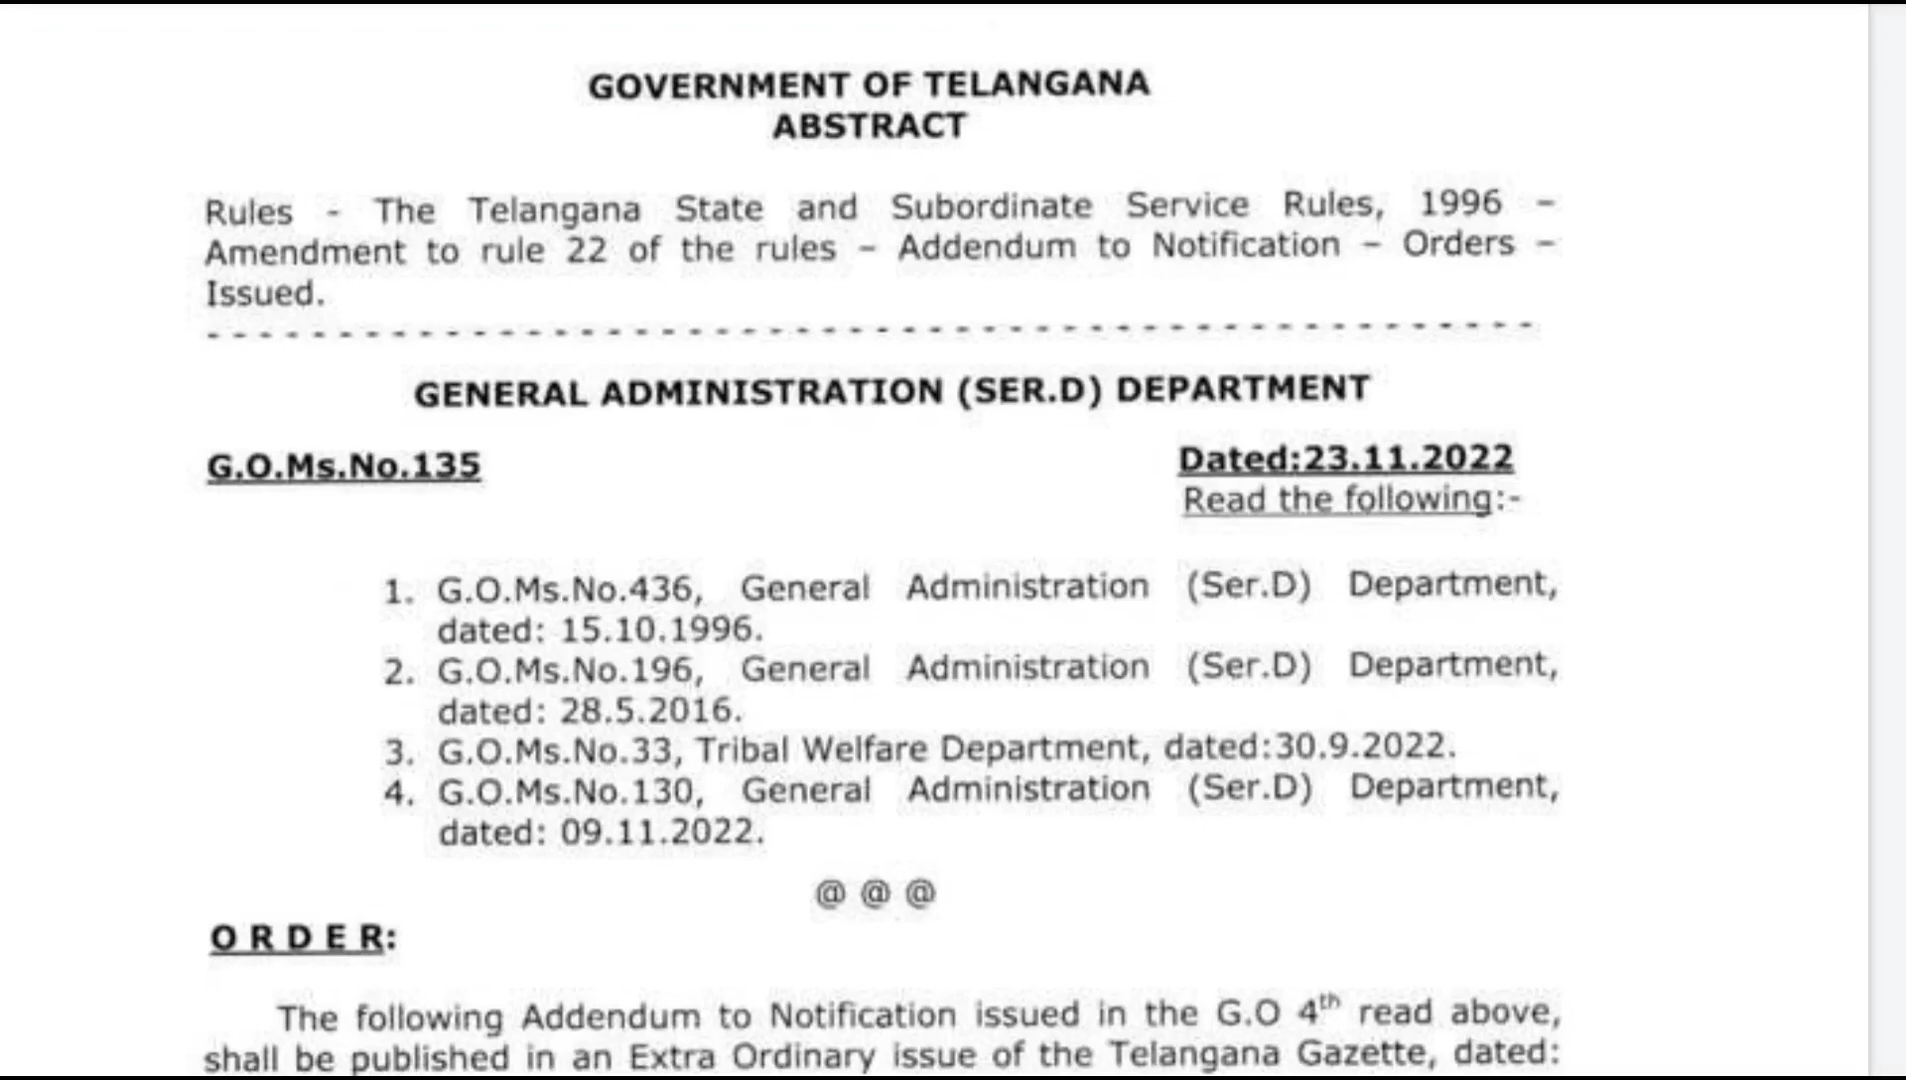 GOVERNMENT OF TELANGANA
ABSTRACT
Rules - The Telangana State and Subordinate Service Rules, 1996 –
Amendment to rule 22 of the rules – Addendum to Notification – Orders –
Issued.
GENERAL ADMINISTRATION (SER.D) DEPARTMENT
G.O.Ms.No.135
Dated:23.11.2022
Read the following:-
1. G.O.Ms.No.436, General Administration (Ser.D) Department,
dated: 15.10.1996.
2. G.O.Ms.No.196, General Administration (Ser.D) Department,
dated: 28.5.2016.
3. G.O.Ms.No.33, Tribal Welfare Department, dated:30.9.2022.
4. G.O.Ms.No.130, General Administration (Ser.D) Department,
dated: 09.11.2022.
@ @ @
O R D E R:
The following Addendum to Notification issued in the G.O 4th read above,
shall be published in an Extra Ordinary issue of the Telangana Gazette, dated: